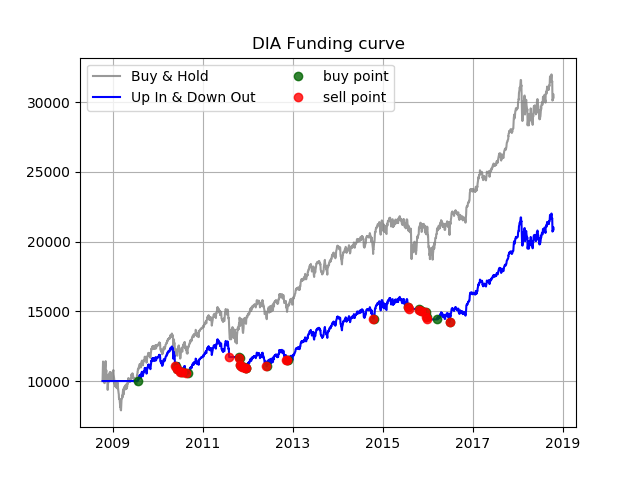 DIA Funding curve
Buy & Hold
Up In & Down Out
buy point
sell point
30000
25000
20000
15000
10000
2009
2011
2013
2015
2017
2019